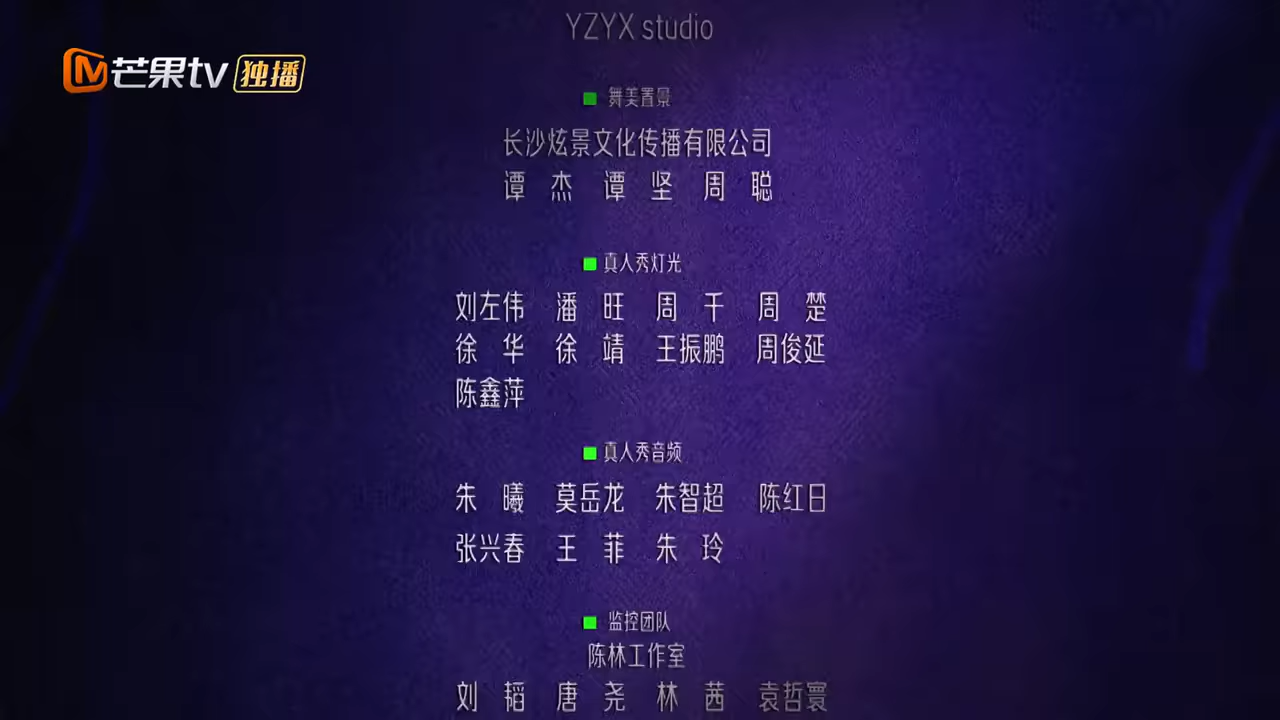 YZYX studio
芒果tv 独播
舞美置景
长沙炫景文化传播有限公司
谭 杰 谭 坚 周 聪
真人秀灯光
刘左伟 潘 旺 周 千 周 楚
徐 华 徐 靖 王振鹏 周俊延
陈鑫萍
真人秀音频
朱 曦 莫岳龙 朱智超 陈红日
张兴春 王 菲 朱 玲
监控团队
陈林工作室
刘 韬 唐 尧 林 茜 袁哲寰